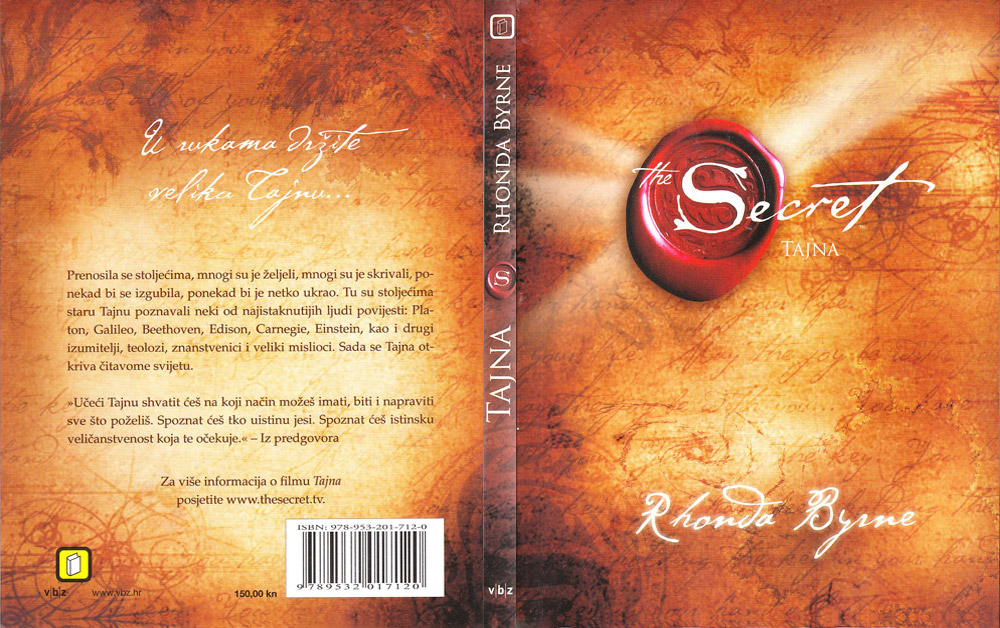 U rukama držite
veliku Tajnu...
Prenosila se stoljećima, mnogi su je željeli, mnogi su je skrivali, po-
nekad bi se izgubila, ponekad bi je netko ukrao. Tu su stoljećima
staru Tajnu poznavali neki od najistaknutijih ljudi povijesti: Pla-
ton, Galileo, Beethoven, Edison, Carnegie, Einstein, kao i drugi
izumitelji, teolozi, znanstvenici i veliki mislioci. Sada se Tajna ot-
kriva čitavome svijetu.
»Učeći Tajnu shvatit ćeš na koji način možeš imati, biti i napraviti
sve što poželiš. Spoznat ćeš tko uistinu jesi. Spoznat ćeš istinsku
veličanstvenost koja te očekuje.« – Iz predgovora
Za više informacija o filmu Tajna
posjetite www.thesecret.tv.
ISBN: 978-953-201-712-0
9 789532 017120
150,00 kn
v|b|z
www.vbz.hr
RHONDA BYRNE
S
TAJNA
v|b|z
the Secret
TAJNA
Rhonda Byrne